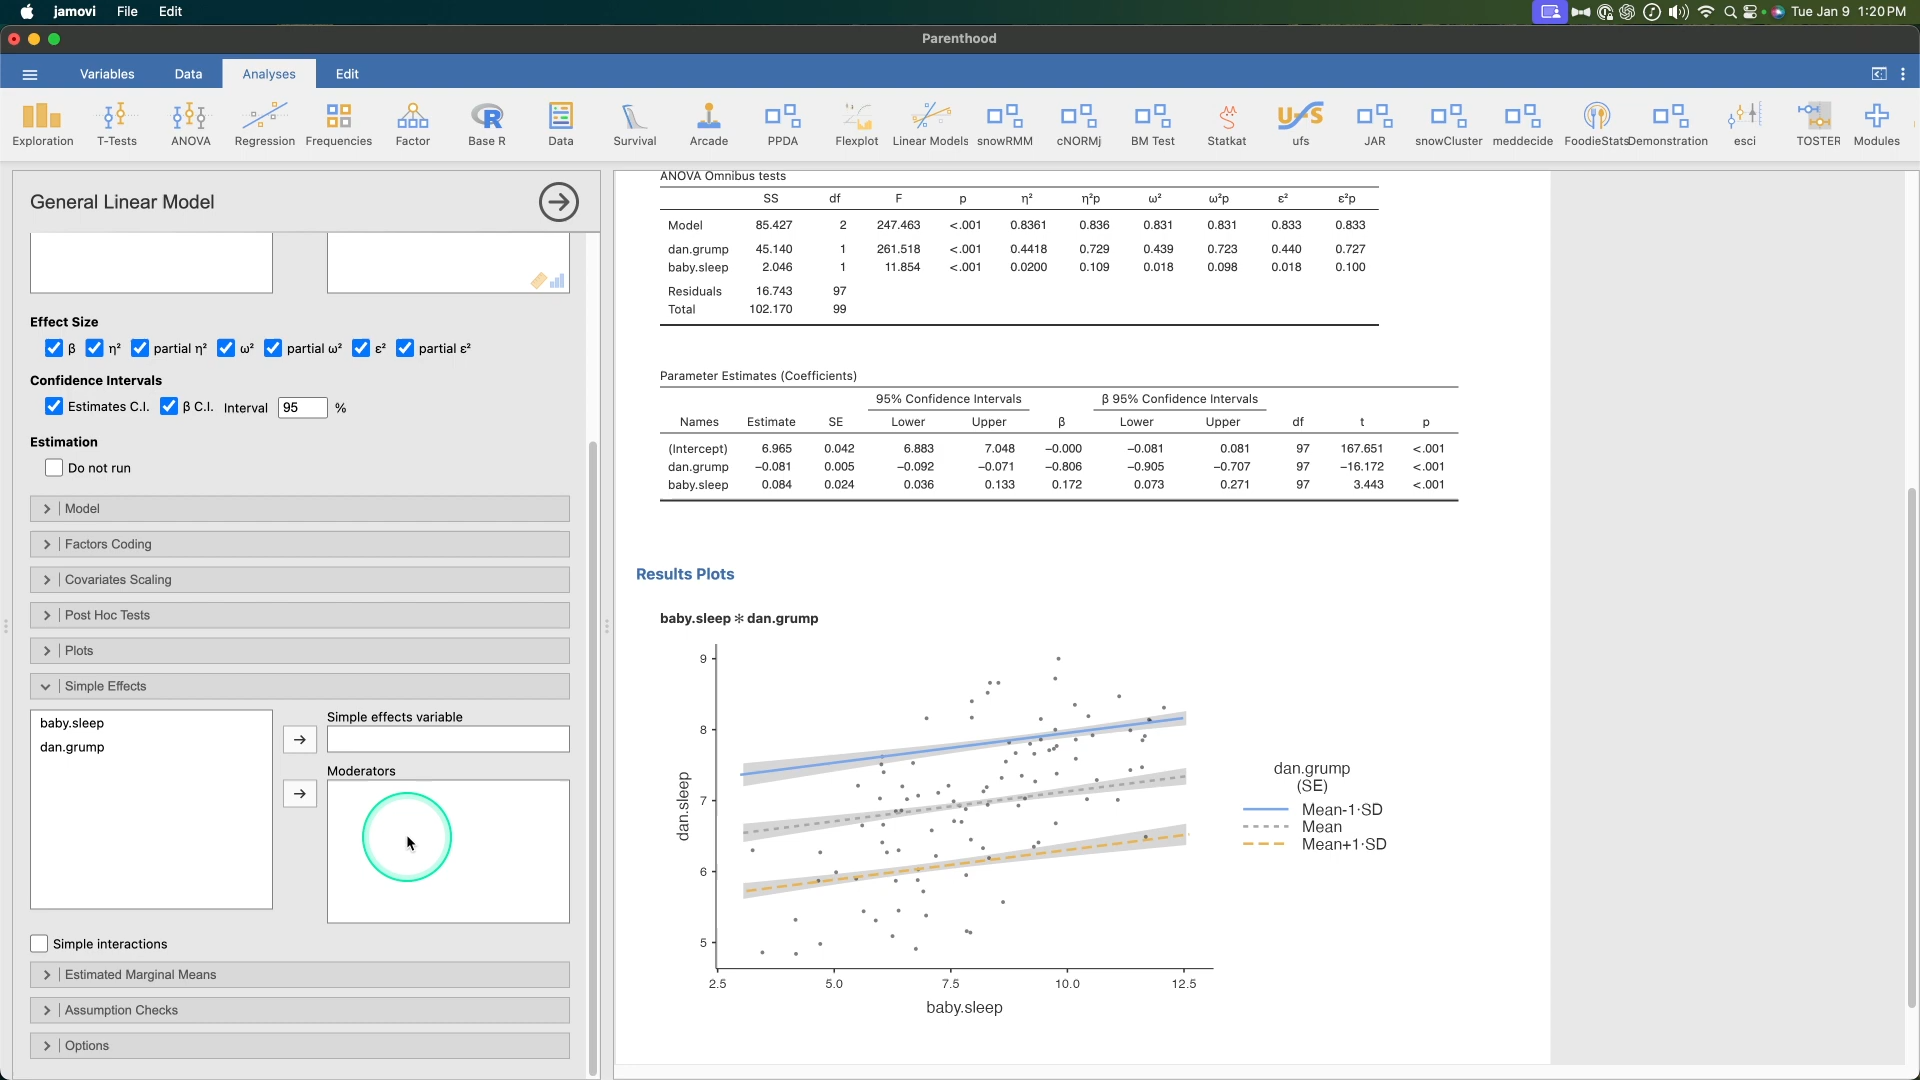 jamovi File Edit Tue Jan 9 1:20 PM
Parenthood
Variables Data Analyses Edit
Exploration T-Tests ANOVA Regression Frequencies Factor Base R Data Survival Arcade PPDA Flexplot Linear Models snowRMM cNORMj BM Test Statkat ufs JAR snowCluster meddecide FoodieStats Demonstration esci TOSTER Modules
General Linear Model
Effect Size
β η² partial η² ω² partial ω² ε² partial ε²
Confidence Intervals
Estimates C.I. β C.I. Interval 95 %
Estimation
Do not run
Model
Factors Coding
Covariates Scaling
Post Hoc Tests
Plots
Simple Effects
baby.sleep
dan.grump
Simple effects variable
Moderators
Simple interactions
Estimated Marginal Means
Assumption Checks
Options
ANOVA Omnibus tests
SS df F p η² η²p ω² ω²p ε² ε²p
Model 85.427 2 247.463 <.001 0.8361 0.836 0.831 0.831 0.833 0.833
dan.grump 45.140 1 261.518 <.001 0.4418 0.729 0.439 0.723 0.440 0.727
baby.sleep 2.046 1 11.854 <.001 0.0200 0.109 0.018 0.098 0.018 0.100
Residuals 16.743 97
Total 102.170 99
Parameter Estimates (Coefficients)
95% Confidence Intervals β 95% Confidence Intervals
Names Estimate SE Lower Upper β Lower Upper df t p
(Intercept) 6.965 0.042 6.883 7.048 −0.000 −0.081 0.081 97 167.651 <.001
dan.grump −0.081 0.005 −0.092 −0.071 −0.806 −0.905 −0.707 97 −16.172 <.001
baby.sleep 0.084 0.024 0.036 0.133 0.172 0.073 0.271 97 3.443 <.001
Results Plots
baby.sleep ✻ dan.grump
9
8
7
6
5
dan.sleep
2.5 5.0 7.5 10.0 12.5
baby.sleep
dan.grump
(SE)
Mean-1·SD
Mean
Mean+1·SD